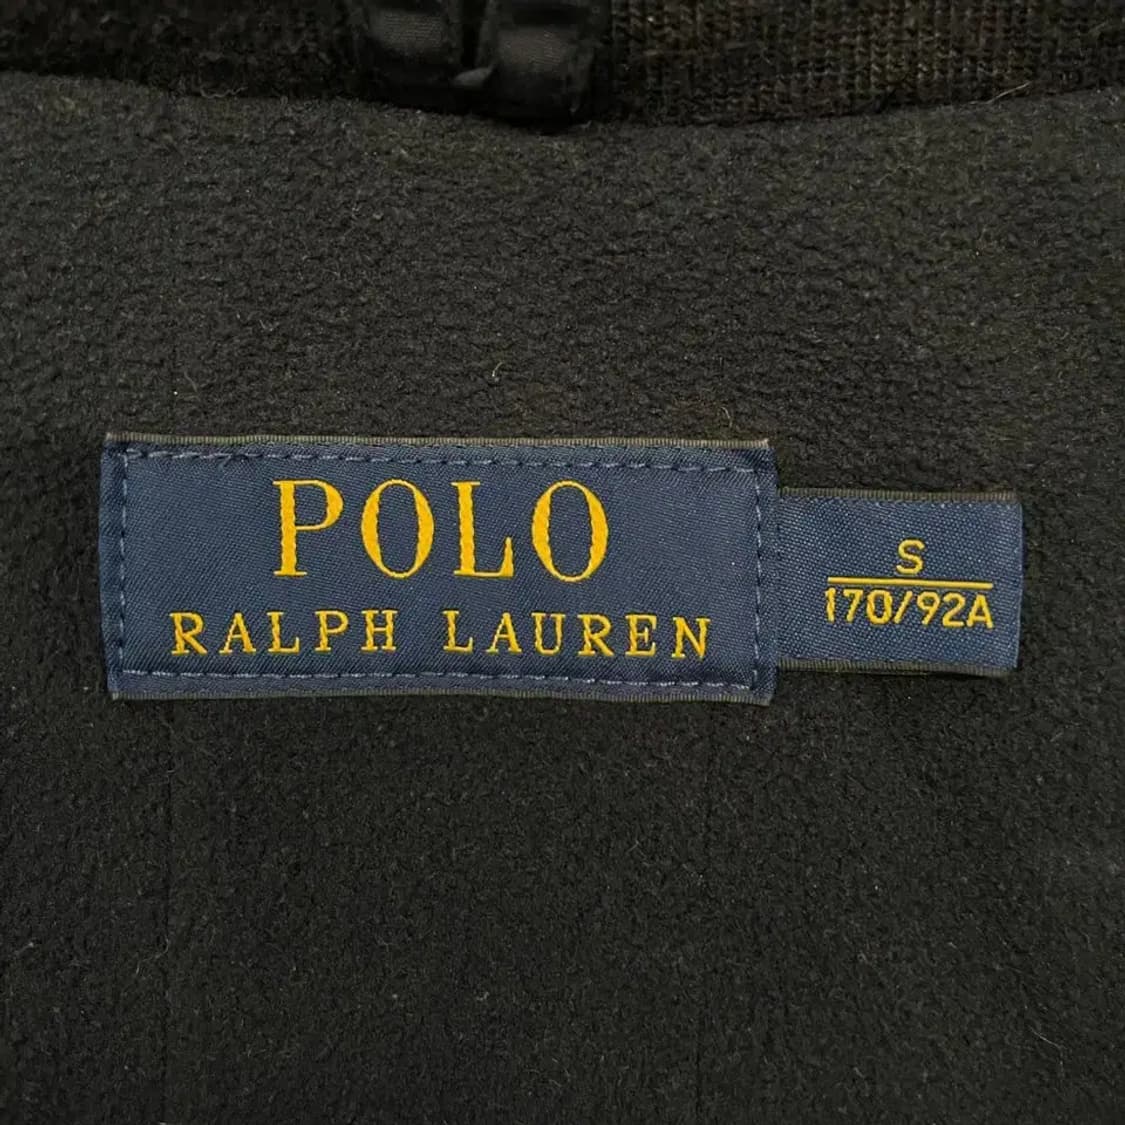 POLO
RALPH LAUREN
S
170/92A